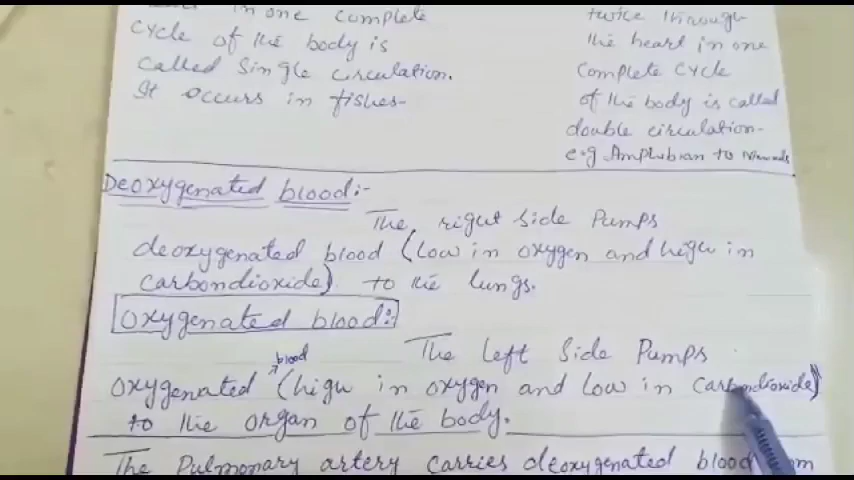 in one complete
cycle of the body is
called single circulation.
It occurs in fishes-
twice through
the heart in one
complete cycle
of the body is called
double circulation-
e.g Amphibian to
Deoxygenated blood:-
The right side Pumps
deoxygenated blood (low in oxygen and high in
carbondioxide) to the lungs.
Oxygenated blood:-
The left side Pumps
oxygenated blood (high in oxygen and low in carbondioxide)
to the organ of the body.
The Pulmonary artery carries deoxygenated blood